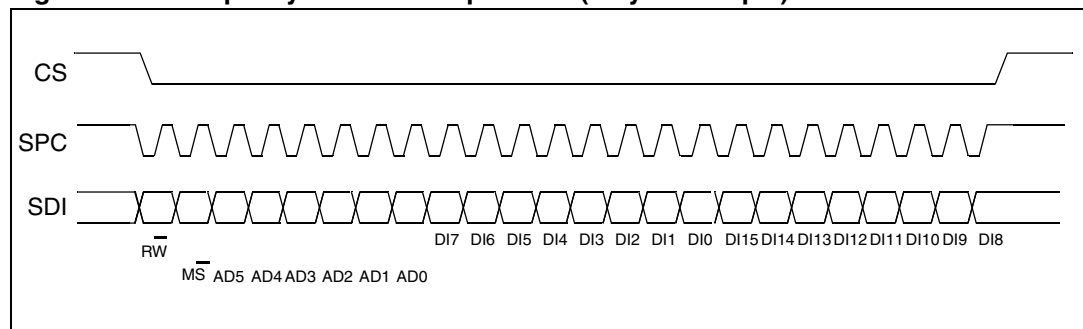 CS
SPC
SDI
DI7 DI6 DI5 DI4 DI3 DI2 DI1 DI0 DI15 DI14 DI13 DI12 DI11 DI10 DI9 DI8
RW̅
MS̅ AD5 AD4 AD3 AD2 AD1 AD0